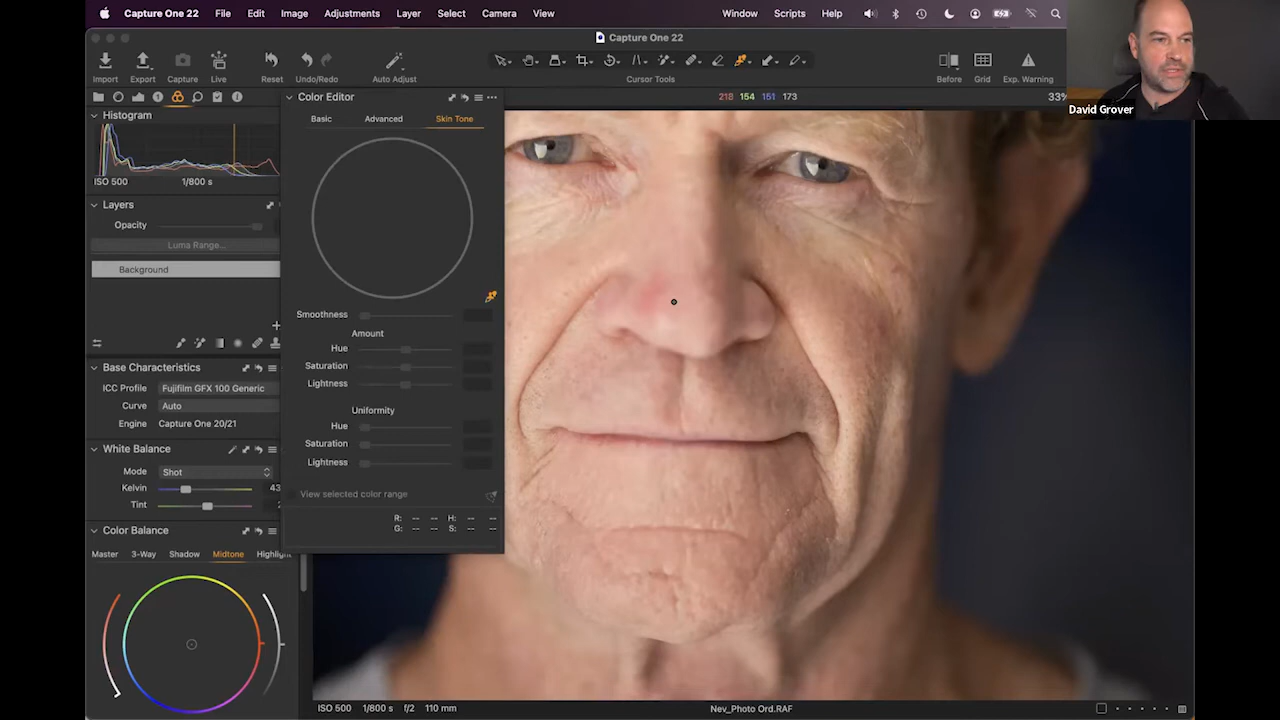 Capture One 22 File Edit Image Adjustments Layer Select Camera View Window Scripts Help
Capture One 22
Import Export Capture Live Reset Undo/Redo Auto Adjust Cursor Tools Before Grid Exp. Warning
David Grover
Histogram
ISO 500 1/800 s
Layers
Opacity
Luma Range...
Background
Base Characteristics
ICC Profile Fujifilm GFX 100 Generic
Curve Auto
Engine Capture One 20/21
White Balance
Mode Shot
Kelvin 43
Tint
Color Balance
Master 3-Way Shadow Midtone Highligh
Color Editor
Basic Advanced Skin Tone
Smoothness
Amount
Hue
Saturation
Lightness
Uniformity
Hue
Saturation
Lightness
View selected color range
R: -- -- H: -- --
G: -- -- S: -- --
218 154 151 173 33%
ISO 500 1/800 s f/2 110 mm Nev_Photo Ord.RAF